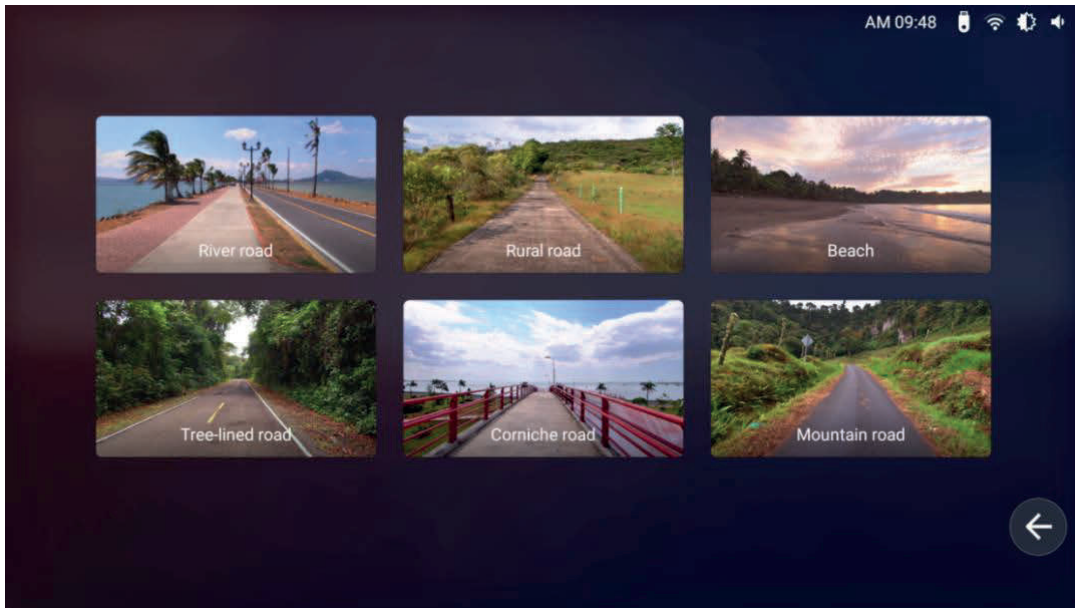 AM 09:48
River road
Rural road
Beach
Tree-lined road
Corniche road
Mountain road